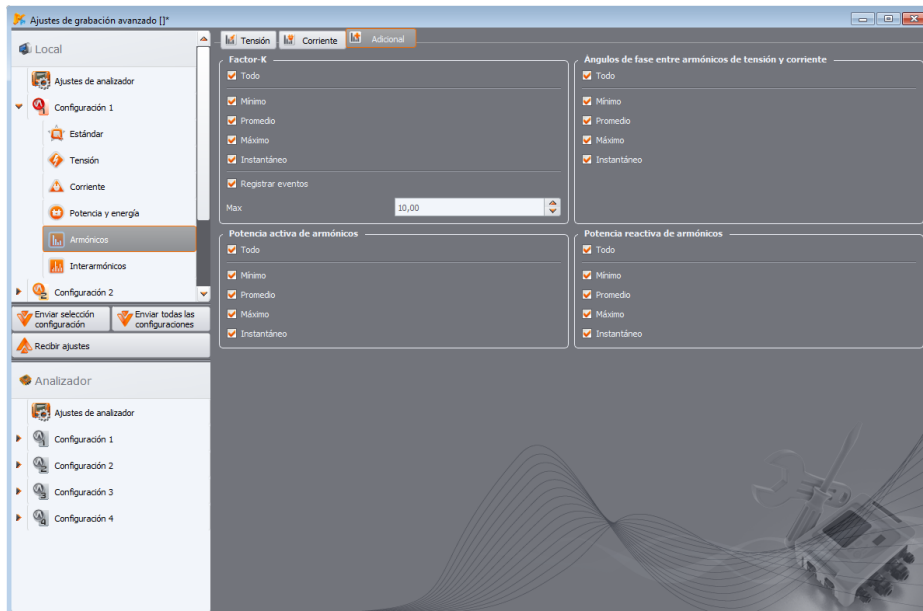 Ajustes de grabación avanzado []*
Local
Ajustes de analizador
Configuración 1
Estándar
Tensión
Corriente
Potencia y energía
Armónicos
Interarmónicos
Configuración 2
Enviar selección configuración
Enviar todas las configuraciones
Recibir ajustes
Analizador
Ajustes de analizador
Configuración 1
Configuración 2
Configuración 3
Configuración 4
Tensión
Corriente
Adicional
Factor-K
Todo
Mínimo
Promedio
Máximo
Instantáneo
Registrar eventos
Max 10,00
Ángulos de fase entre armónicos de tensión y corriente
Todo
Mínimo
Promedio
Máximo
Instantáneo
Potencia activa de armónicos
Todo
Mínimo
Promedio
Máximo
Instantáneo
Potencia reactiva de armónicos
Todo
Mínimo
Promedio
Máximo
Instantáneo